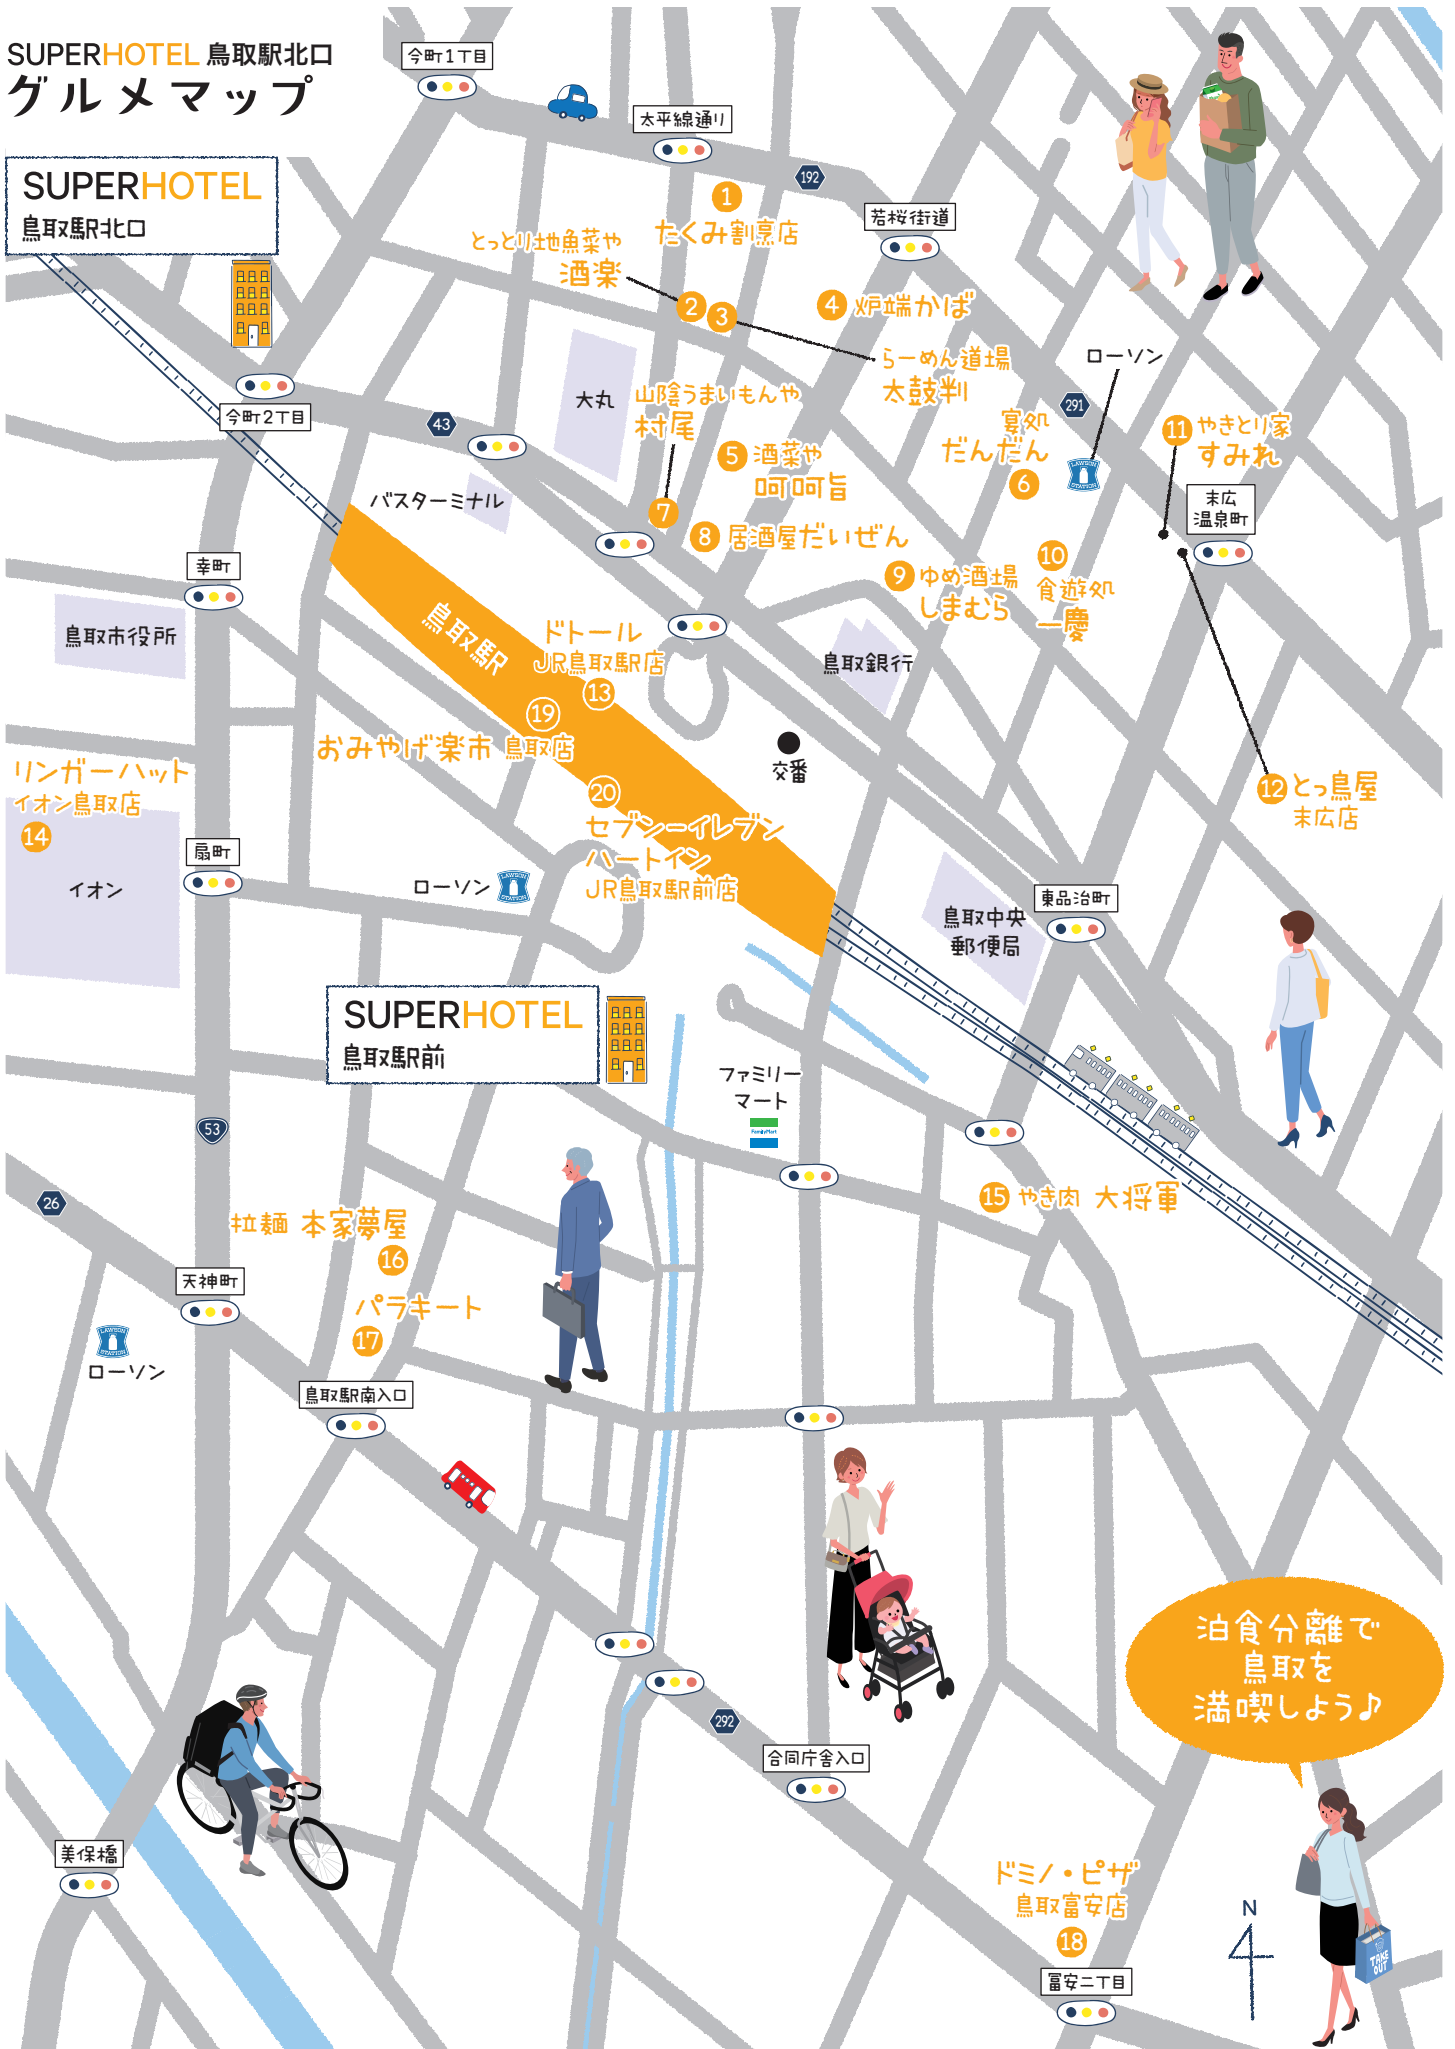 SUPERHOTEL 鳥取駅北口
グルメマップ
SUPERHOTEL
鳥取駅北口
今町1丁目
太平線通り
192
1
たくみ割烹店
若桜街道
とっとり地魚菜や
酒楽
2
3
4 炉端かば
らーめん道場
太鼓判
ローソン
291
大丸
山陰うまいもんや
村尾
今町2丁目
43
宴処
だんだん
6
LAWSON
STATION
11 やきとり家
すみれ
5 酒菜や
呵呵旨
末広
温泉町
バスターミナル
7
8 居酒屋だいぜん
幸町
9 ゆめ酒場
しまむら
10
食遊処
一慶
鳥取市役所
鳥取駅
ドトール
JR鳥取駅店
13
鳥取銀行
19
おみやげ楽市 鳥取店
交番
リンガーハット
イオン鳥取店
14
20
セブン-イレブン
ハートイン
JR鳥取駅前店
12 とっ鳥屋
末広店
扇町
イオン
ローソン
LAWSON
STATION
東品治町
鳥取中央
郵便局
SUPERHOTEL
鳥取駅前
ファミリー
マート
FamilyMart
53
26
15 やき肉 大将軍
拉麺 本家夢屋
16
天神町
パラキート
17
LAWSON
STATION
ローソン
鳥取駅南入口
泊食分離で
鳥取を
満喫しよう♪
292
合同庁舎入口
美保橋
ドミノ・ピザ
鳥取富安店
18
N
TAKE
OUT
富安二丁目